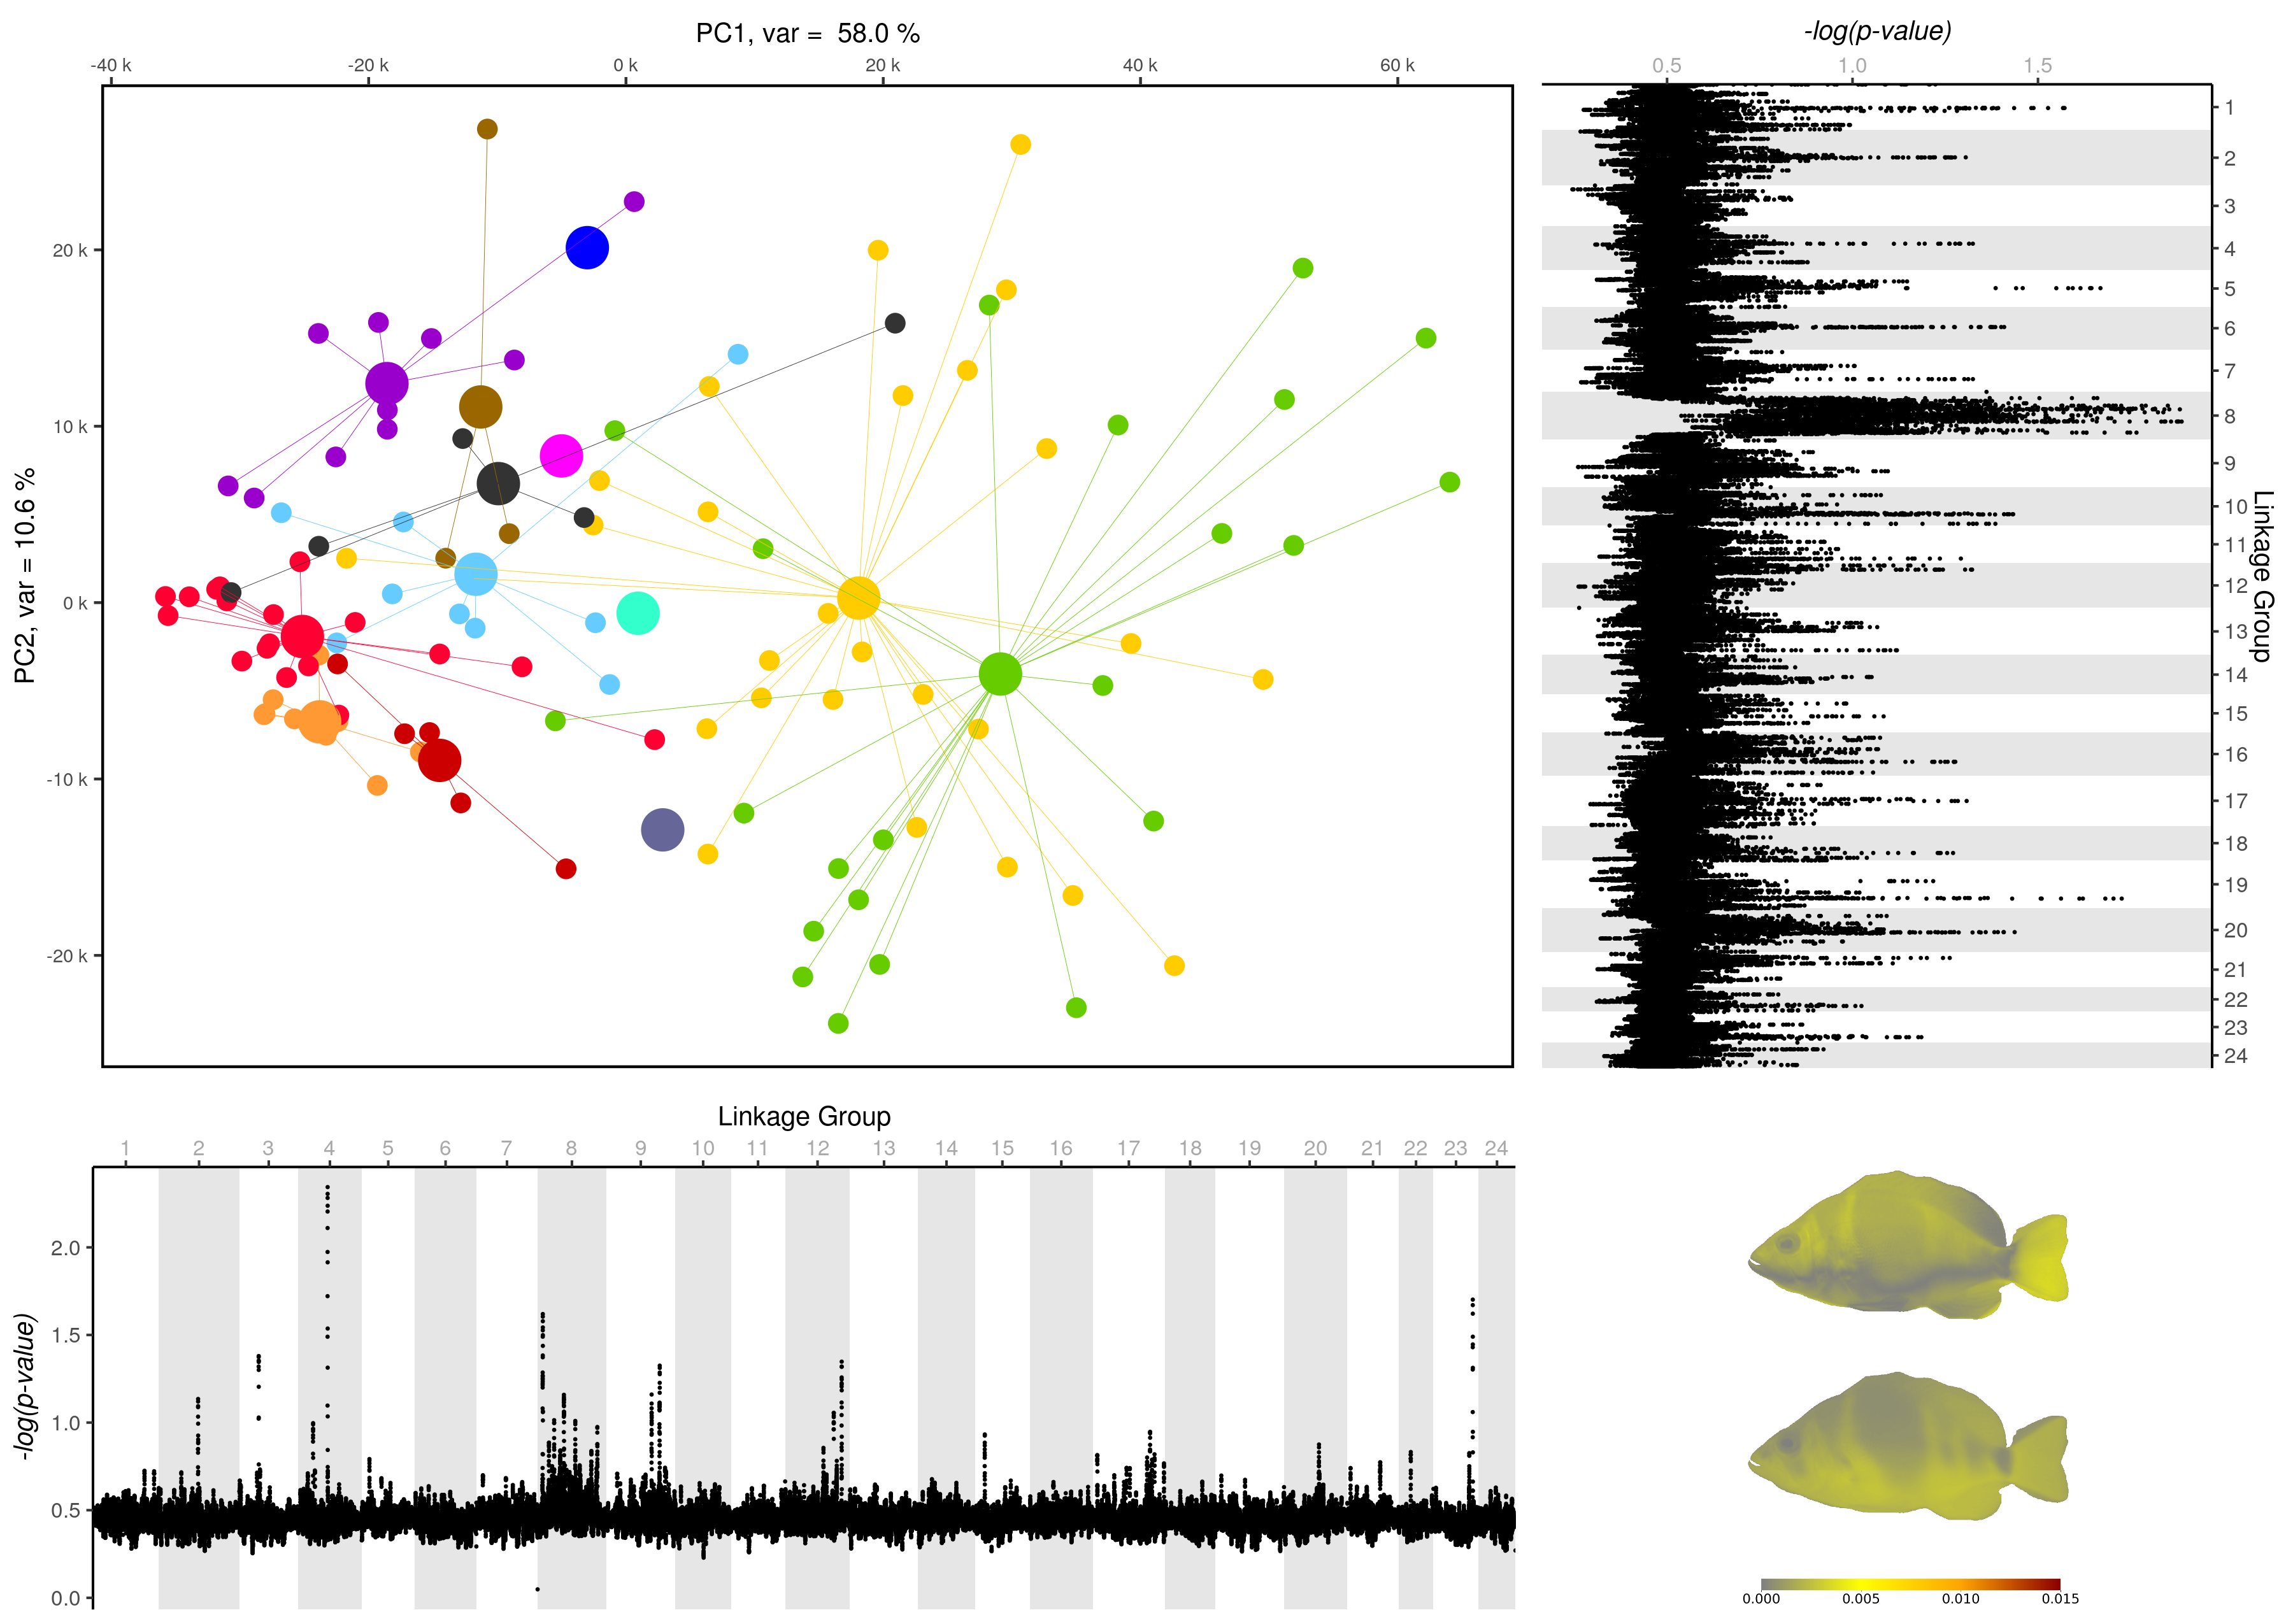 PC1, var =  58.0 %
-40 k -20 k 0 k 20 k 40 k 60 k
PC2, var = 10.6 %
20 k
10 k
0 k
-10 k
-20 k
-log(p-value)
0.5 1.0 1.5
1
2
3
4
5
6
7
8
9
10
11
12
13
14
15
16
17
18
19
20
21
22
23
24
Linkage Group
Linkage Group
1 2 3 4 5 6 7 8 9 10 11 12 13 14 15 16 17 18 19 20 21 22 23 24
-log(p-value)
2.0
1.5
1.0
0.5
0.0
0.000 0.005 0.010 0.015